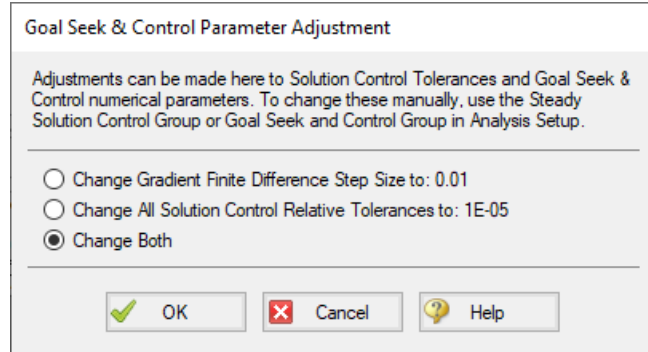 Goal Seek & Control Parameter Adjustment
Adjustments can be made here to Solution Control Tolerances and Goal Seek &
Control numerical parameters. To change these manually, use the Steady
Solution Control Group or Goal Seek and Control Group in Analysis Setup.
Change Gradient Finite Difference Step Size to: 0.01
Change All Solution Control Relative Tolerances to: 1E-05
Change Both
OK Cancel Help